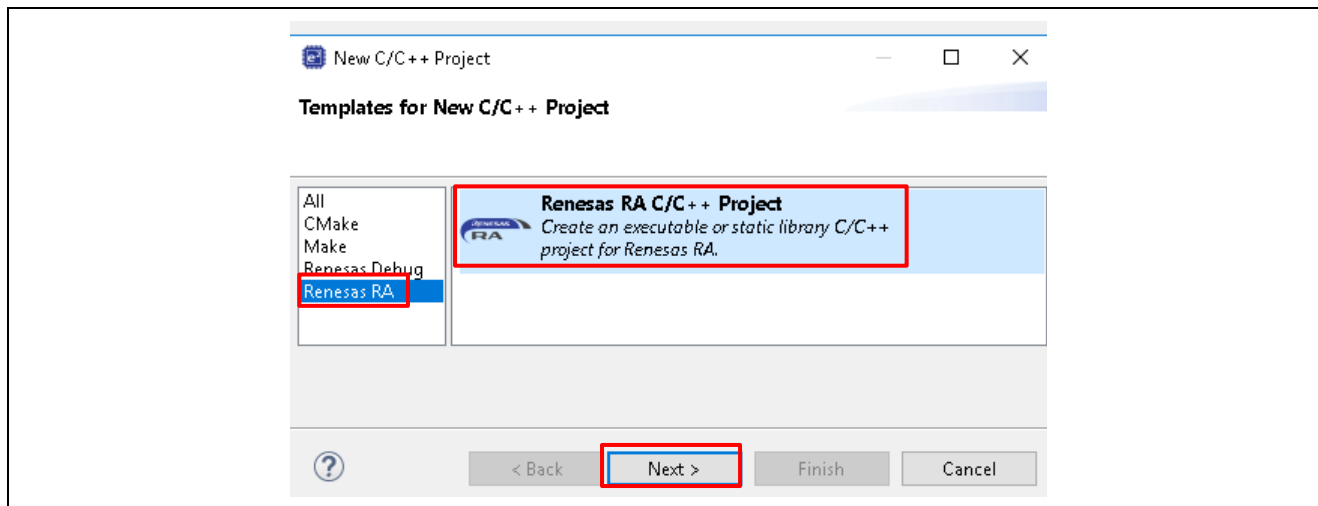 New C/C++ Project
Templates for New C/C++ Project
All
CMake
Make
Renesas Debug
Renesas RA
RENESAS
RA
Renesas RA C/C++ Project
Create an executable or static library C/C++
project for Renesas RA.
?
< Back
Next >
Finish
Cancel